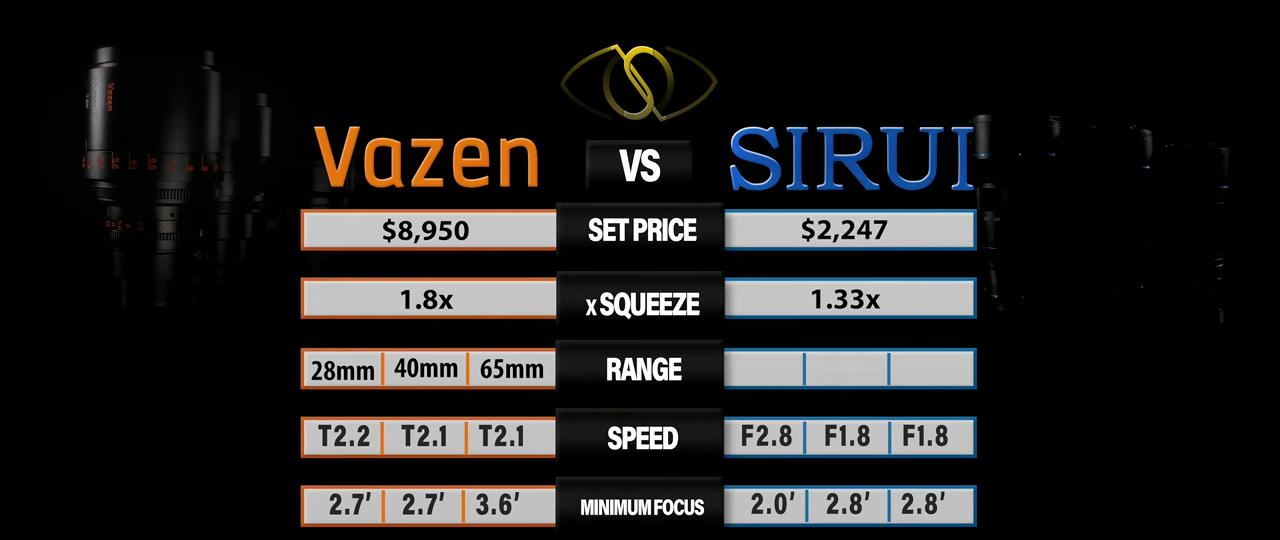 Vazen VS SIRUI
$8,950 SET PRICE $2,247
1.8x x SQUEEZE 1.33x
28mm 40mm 65mm RANGE
T2.2 T2.1 T2.1 SPEED F2.8 F1.8 F1.8
2.7' 2.7' 3.6' MINIMUM FOCUS 2.0' 2.8' 2.8'
Vazen